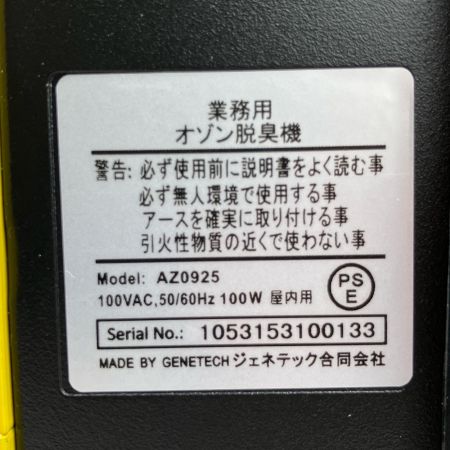 業務用
オゾン脱臭機
警告: 必ず使用前に説明書をよく読む事
必ず無人環境で使用する事
アースを確実に取り付ける事
引火性物質の近くで使わない事
Model: AZ0925
100VAC,50/60Hz 100W 屋内用
PS
E
Serial No.: 1053153100133
MADE BY GENETECH ジェネテック合同会社